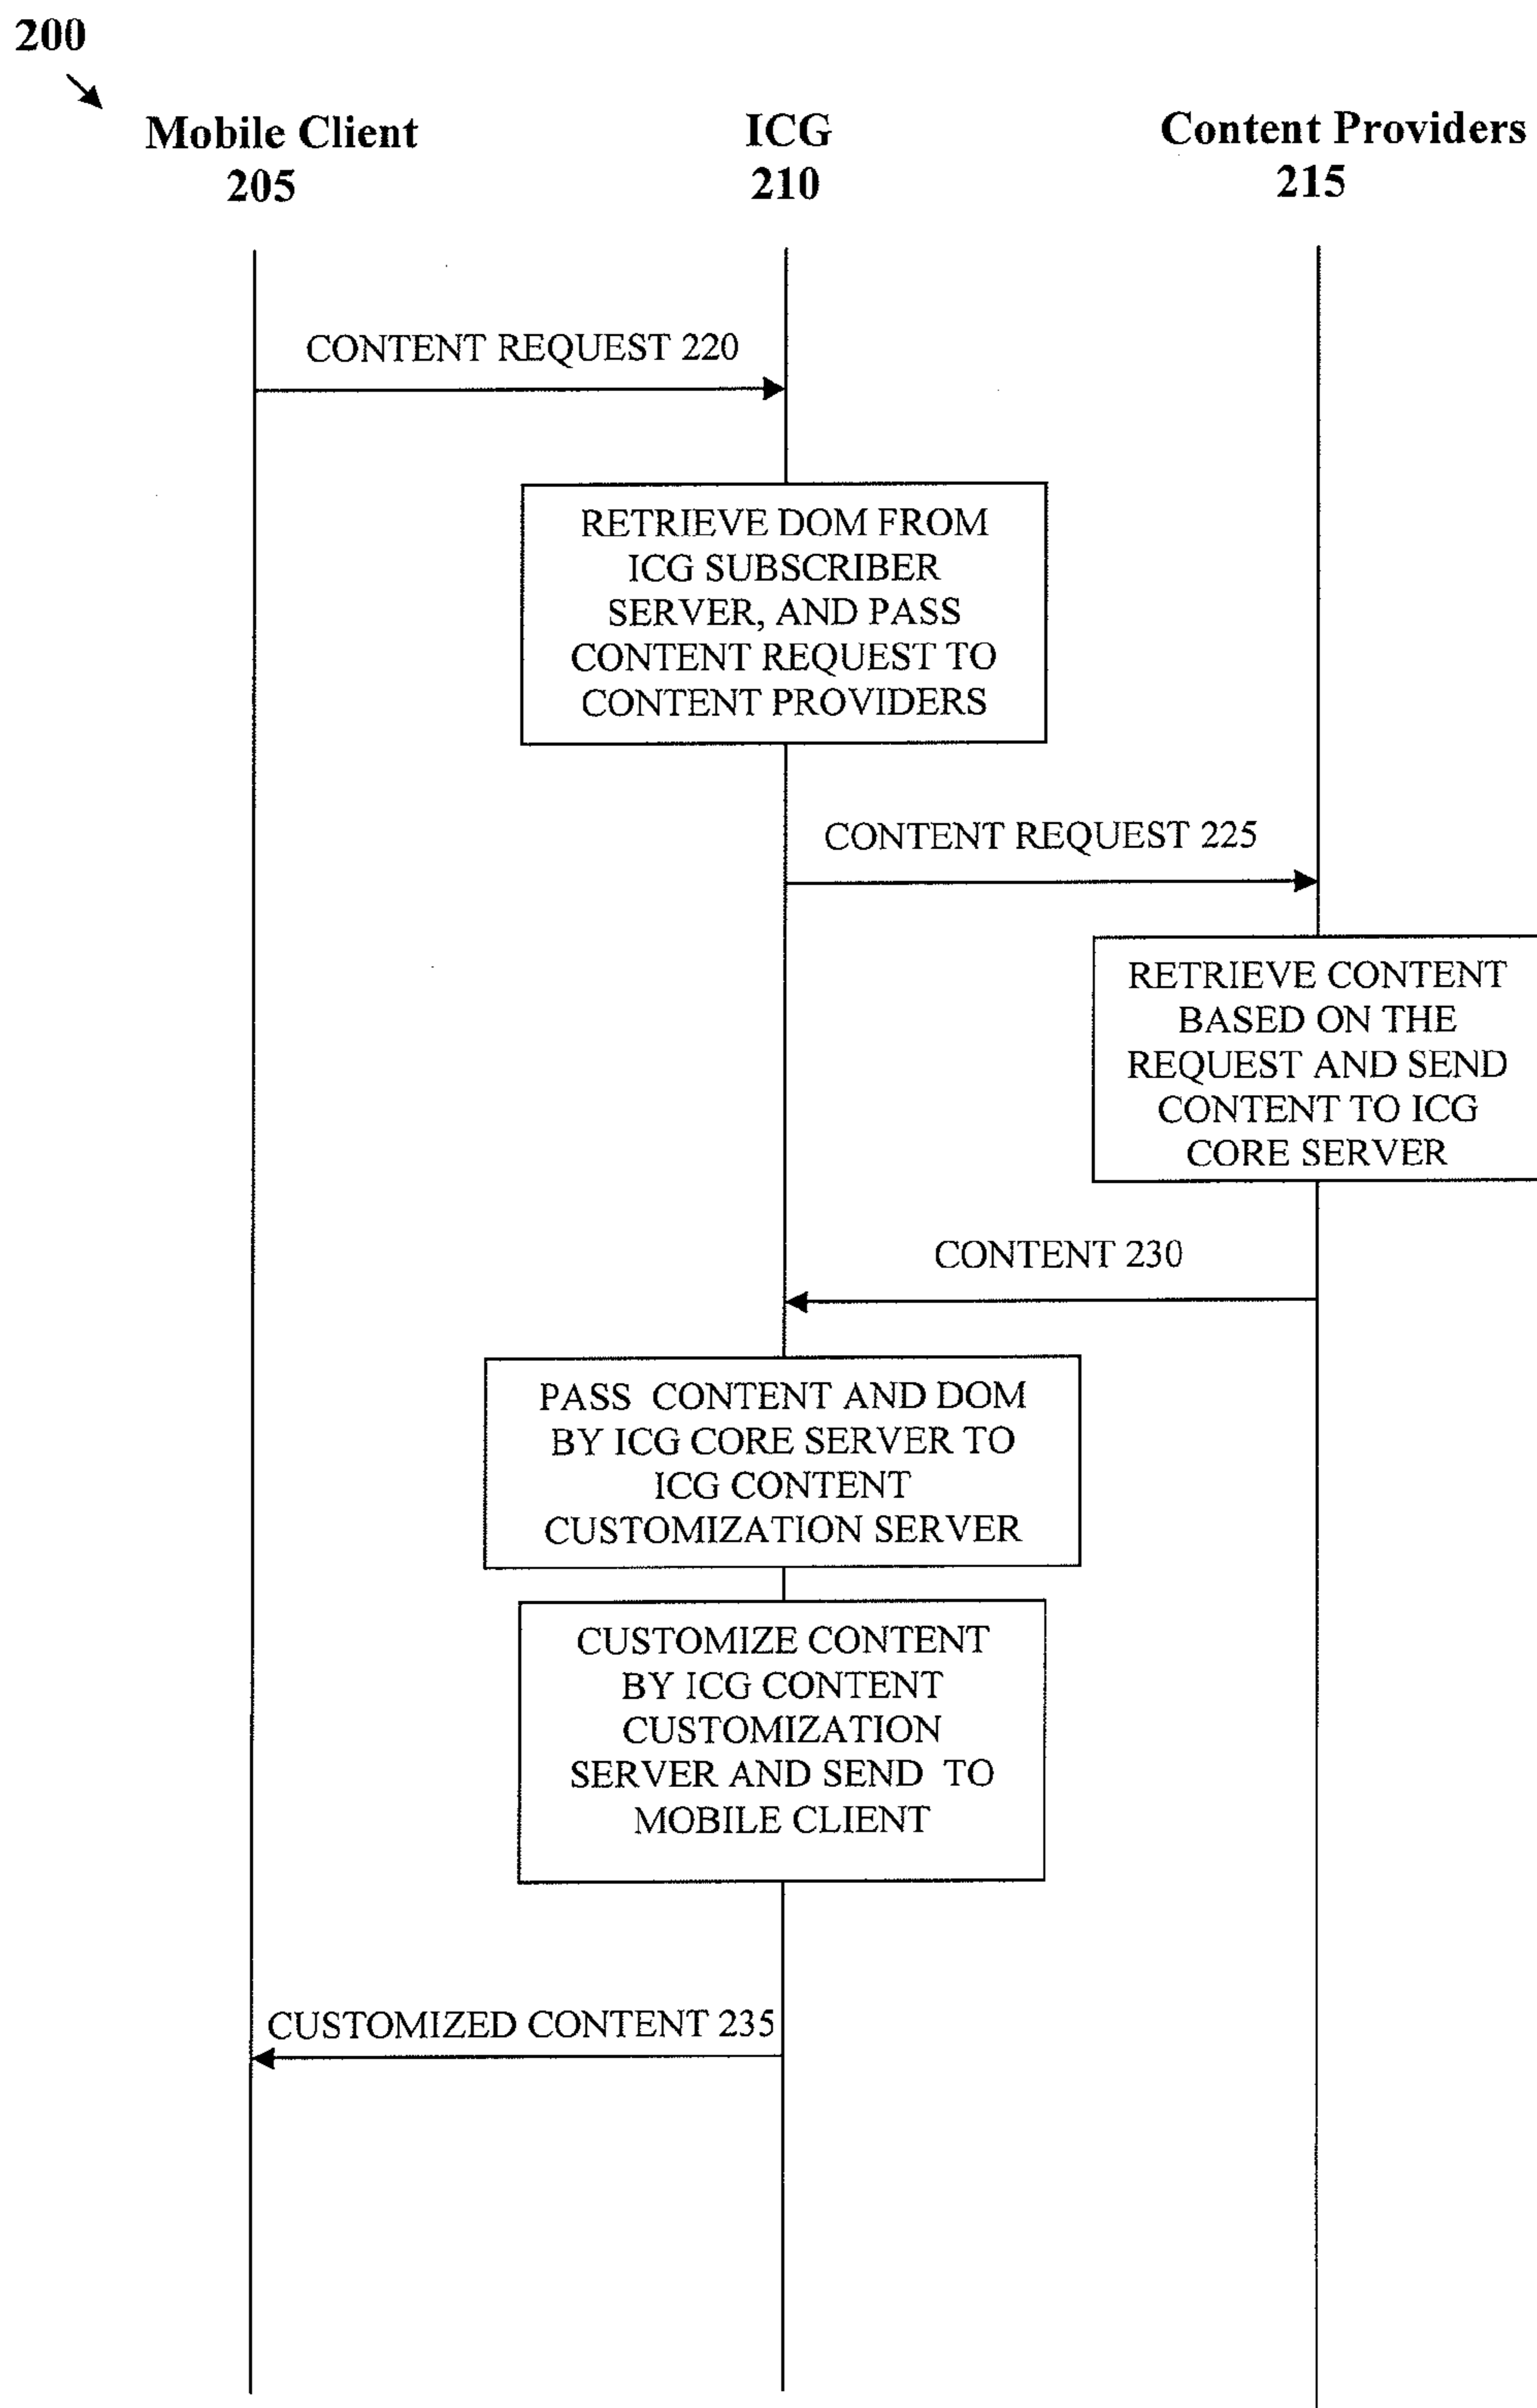 200
Mobile Client
205
ICG
210
Content Providers
215
CONTENT REQUEST 220
RETRIEVE DOM FROM
ICG SUBSCRIBER
SERVER, AND PASS
CONTENT REQUEST TO
CONTENT PROVIDERS
CONTENT REQUEST 225
RETRIEVE CONTENT
BASED ON THE
REQUEST AND SEND
CONTENT TO ICG
CORE SERVER
CONTENT 230
PASS CONTENT AND DOM
BY ICG CORE SERVER TO
ICG CONTENT
CUSTOMIZATION SERVER
CUSTOMIZE CONTENT
BY ICG CONTENT
CUSTOMIZATION
SERVER AND SEND TO
MOBILE CLIENT
CUSTOMIZED CONTENT 235